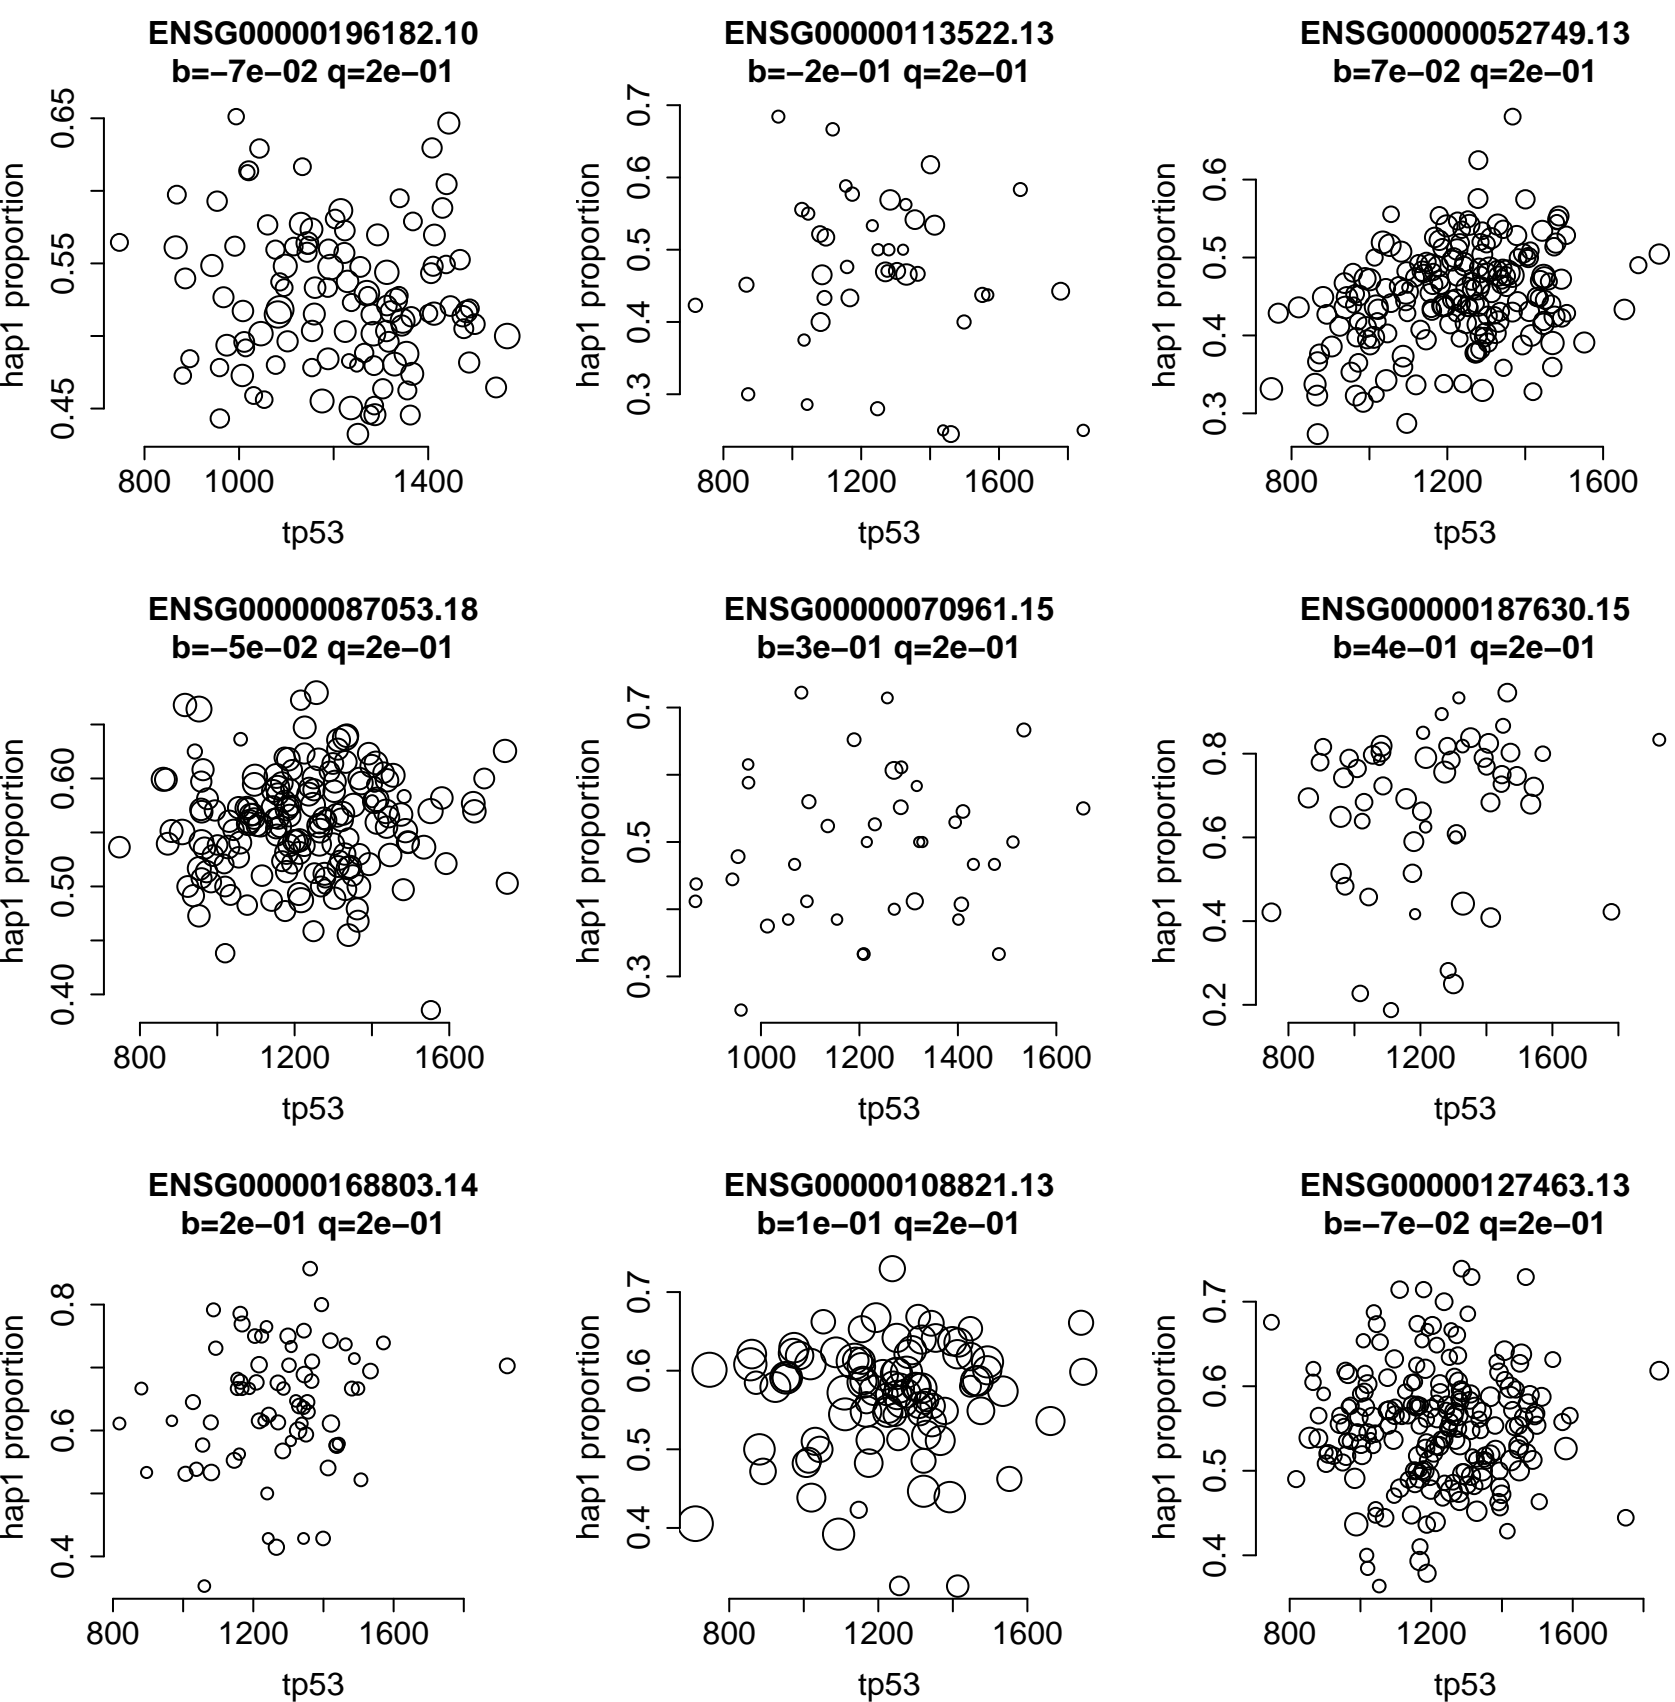 ENSG00000196182.10
b=−7e−02 q=2e−01
hap1 proportion
0.45 0.55 0.65
800 1000 1400
tp53
ENSG00000113522.13
b=−2e−01 q=2e−01
hap1 proportion
0.3 0.4 0.5 0.6 0.7
800 1200 1600
tp53
ENSG00000052749.13
b=7e−02 q=2e−01
hap1 proportion
0.3 0.4 0.5 0.6
800 1200 1600
tp53
ENSG00000087053.18
b=−5e−02 q=2e−01
hap1 proportion
0.40 0.50 0.60
800 1200 1600
tp53
ENSG00000070961.15
b=3e−01 q=2e−01
hap1 proportion
0.3 0.5 0.7
1000 1200 1400 1600
tp53
ENSG00000187630.15
b=4e−01 q=2e−01
hap1 proportion
0.2 0.4 0.6 0.8
800 1200 1600
tp53
ENSG00000168803.14
b=2e−01 q=2e−01
hap1 proportion
0.4 0.6 0.8
800 1200 1600
tp53
ENSG00000108821.13
b=1e−01 q=2e−01
hap1 proportion
0.4 0.5 0.6 0.7
800 1200 1600
tp53
ENSG00000127463.13
b=−7e−02 q=2e−01
hap1 proportion
0.4 0.5 0.6 0.7
800 1200 1600
tp53